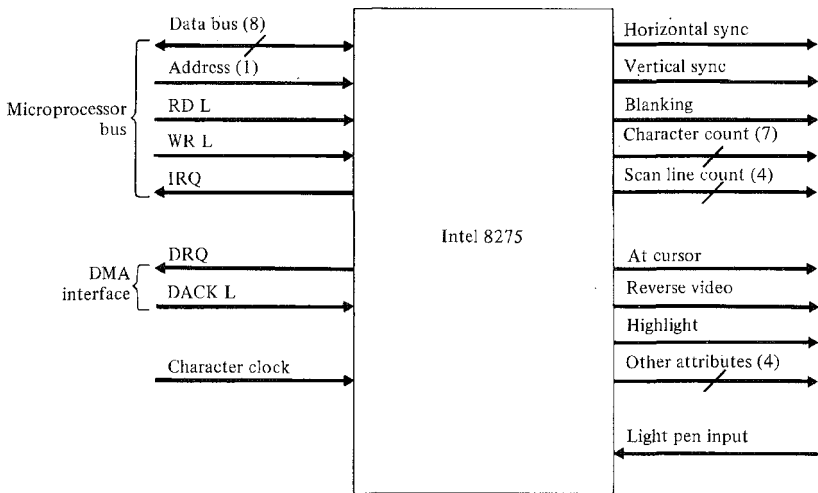 Data bus (8)
Address (1)
RD L
WR L
IRQ
Microprocessor
bus
DRQ
DACK L
DMA
interface
Character clock
Intel 8275
Horizontal sync
Vertical sync
Blanking
Character count (7)
Scan line count (4)
At cursor
Reverse video
Highlight
Other attributes (4)
Light pen input